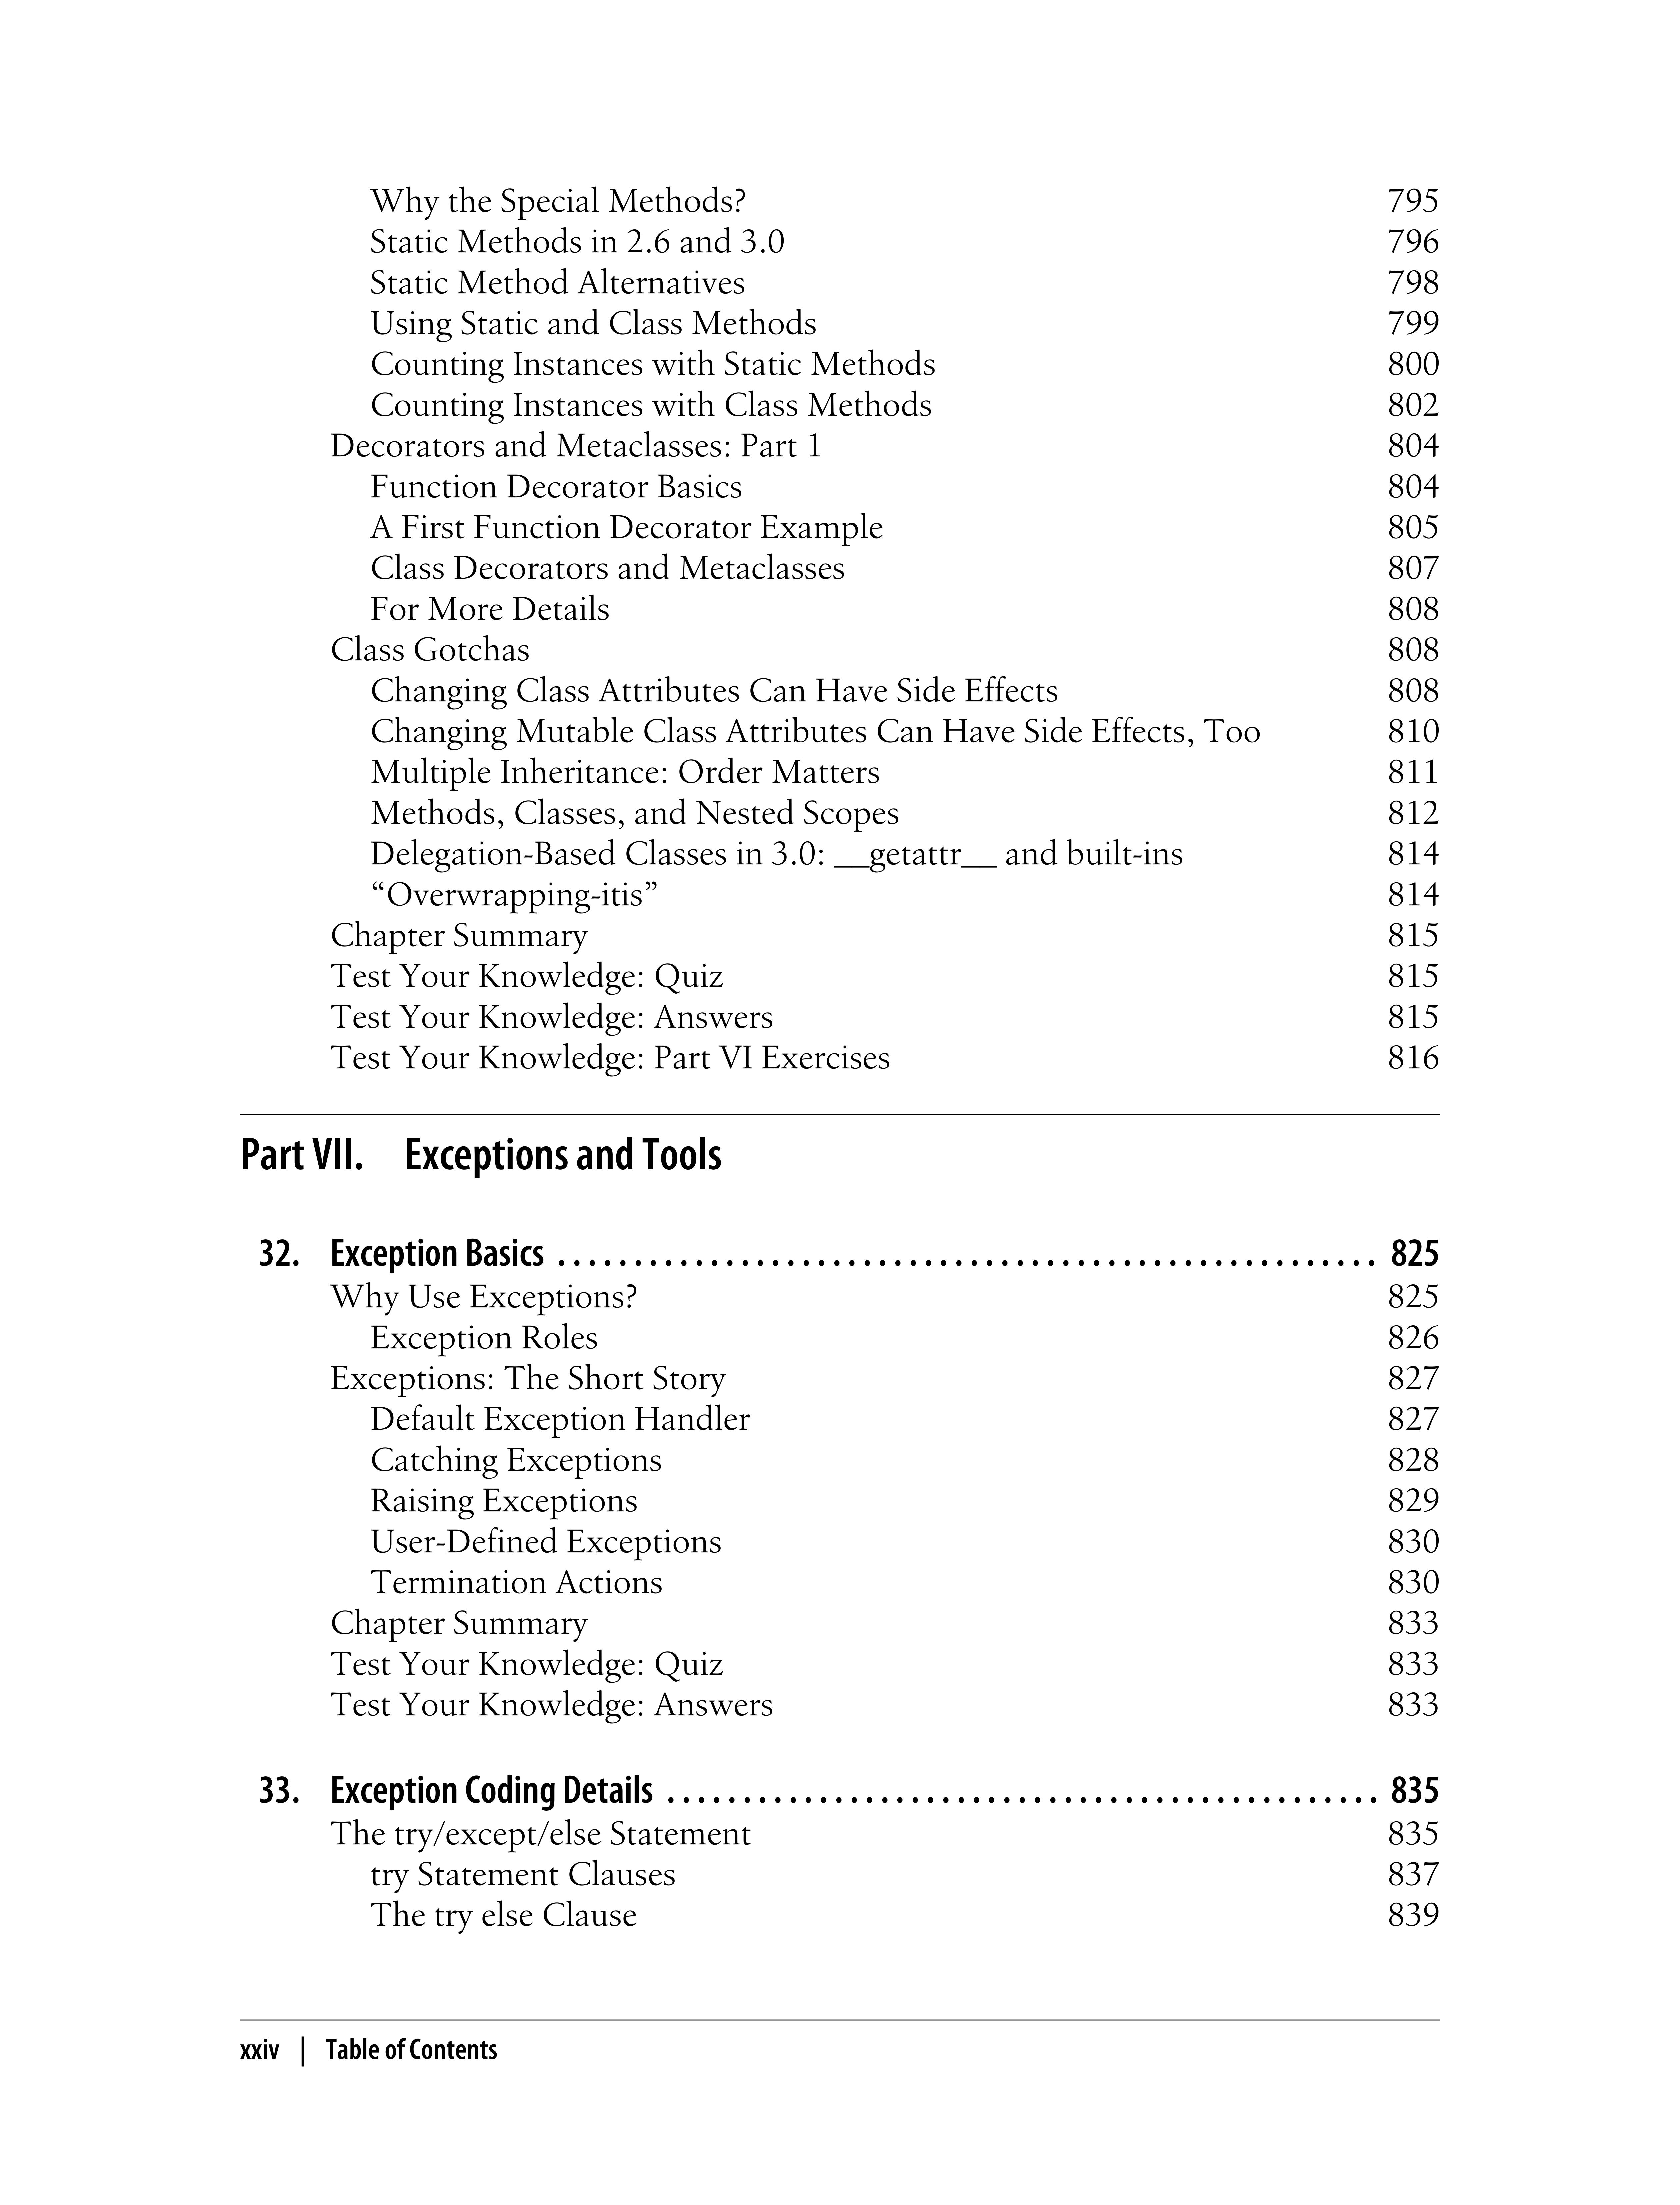 Why the Special Methods? 795
Static Methods in 2.6 and 3.0 796
Static Method Alternatives 798
Using Static and Class Methods 799
Counting Instances with Static Methods 800
Counting Instances with Class Methods 802
Decorators and Metaclasses: Part 1 804
Function Decorator Basics 804
A First Function Decorator Example 805
Class Decorators and Metaclasses 807
For More Details 808
Class Gotchas 808
Changing Class Attributes Can Have Side Effects 808
Changing Mutable Class Attributes Can Have Side Effects, Too 810
Multiple Inheritance: Order Matters 811
Methods, Classes, and Nested Scopes 812
Delegation-Based Classes in 3.0: __getattr__ and built-ins 814
“Overwrapping-itis” 814
Chapter Summary 815
Test Your Knowledge: Quiz 815
Test Your Knowledge: Answers 815
Test Your Knowledge: Part VI Exercises 816
Part VII. Exceptions and Tools
32. Exception Basics . . . . . . . . . . . . . . . . . . . . . . . . . . . . . . . . . . . . . . . . . . . . . . . . . . . . . . 825
Why Use Exceptions? 825
Exception Roles 826
Exceptions: The Short Story 827
Default Exception Handler 827
Catching Exceptions 828
Raising Exceptions 829
User-Defined Exceptions 830
Termination Actions 830
Chapter Summary 833
Test Your Knowledge: Quiz 833
Test Your Knowledge: Answers 833
33. Exception Coding Details . . . . . . . . . . . . . . . . . . . . . . . . . . . . . . . . . . . . . . . . . . . . . . . 835
The try/except/else Statement 835
try Statement Clauses 837
The try else Clause 839
xxiv | Table of Contents